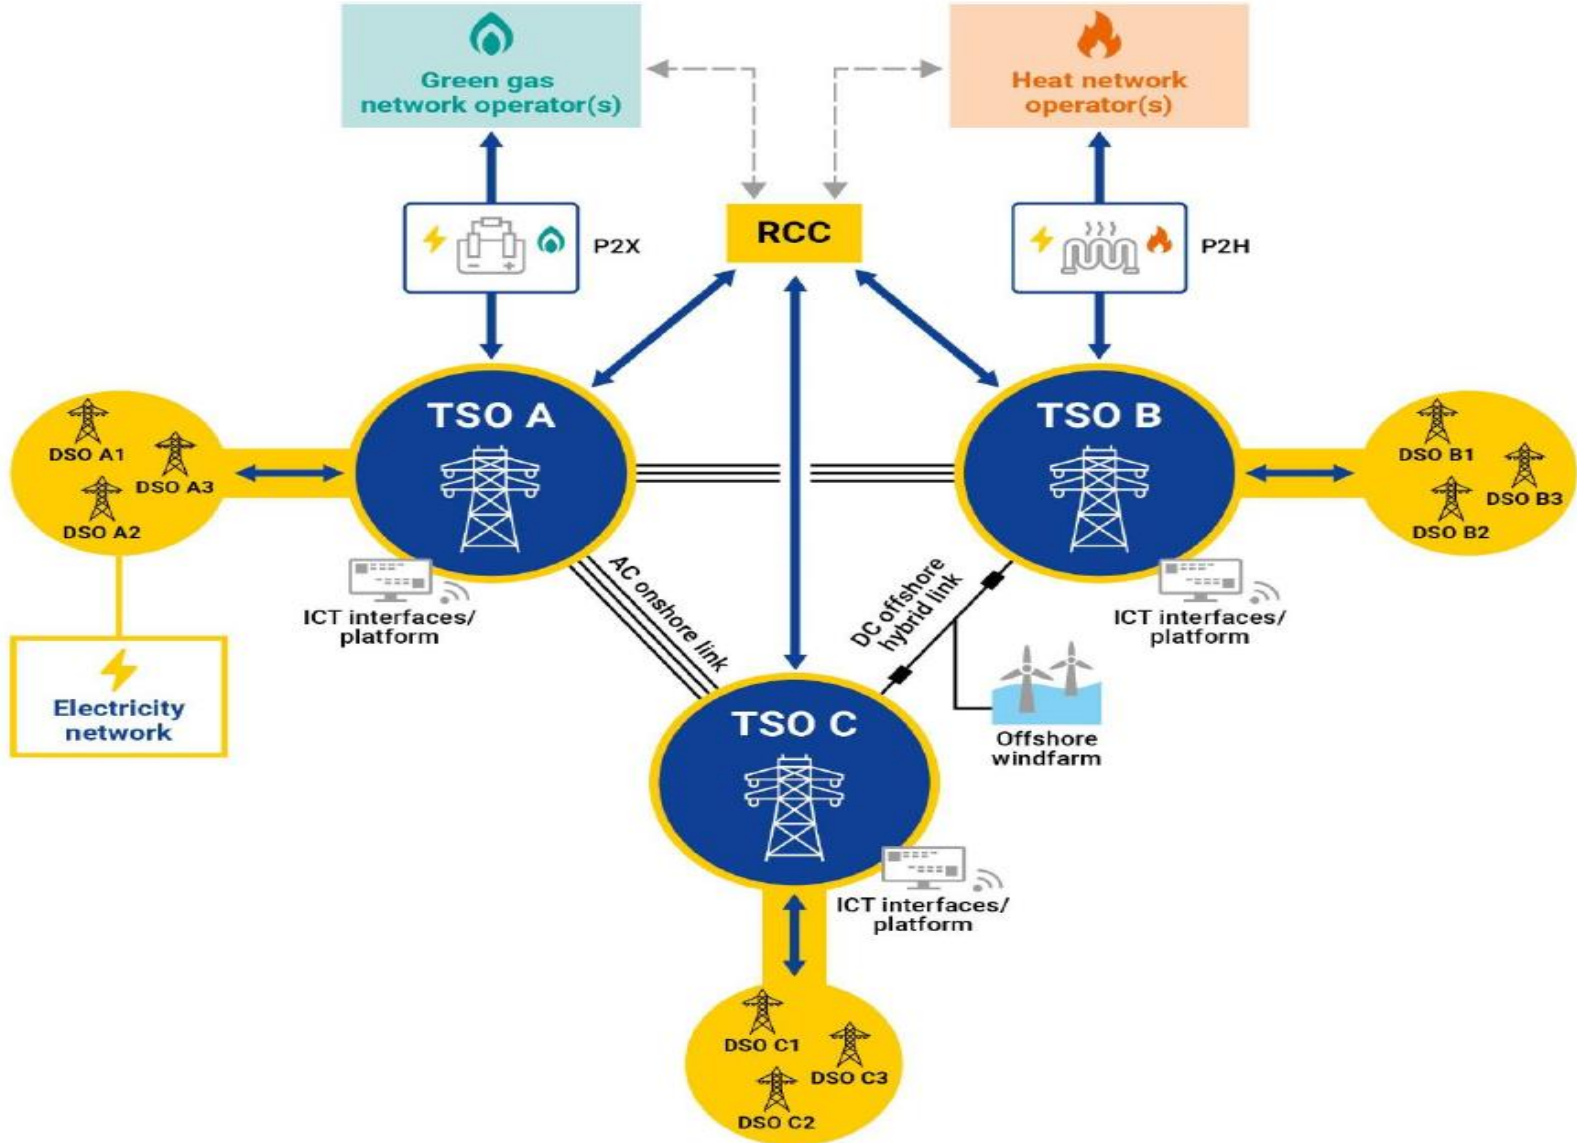 Green gas
network operator(s)
Heat network
operator(s)
P2X
RCC
P2H
TSO A
TSO B
DSO A1
DSO A3
DSO A2
DSO B1
DSO B3
DSO B2
ICT interfaces/
platform
AC onshore link
DC offshore
hybrid link
ICT interfaces/
platform
Electricity
network
TSO C
Offshore
windfarm
ICT interfaces/
platform
DSO C1
DSO C3
DSO C2